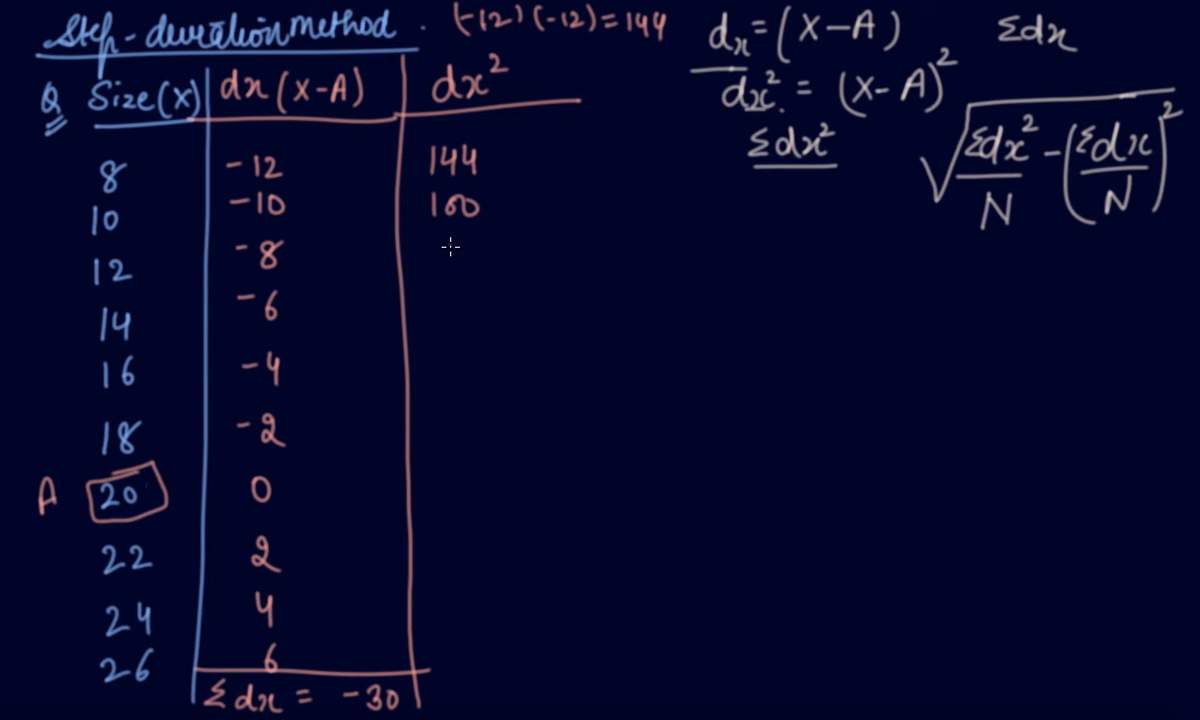 Step-deviation method. (-12)(-12)=144
dx=(X-A) Σdx
Q Size(X) dx(X-A) dx²
dx². = (X-A)²
Σdx² √Σdx²/N-(Σdx/N)²
8 -12 144
10 -10 100
12 -8
14 -6
16 -4
18 -2
A 20 0
22 2
24 4
26 6
Σdx = -30